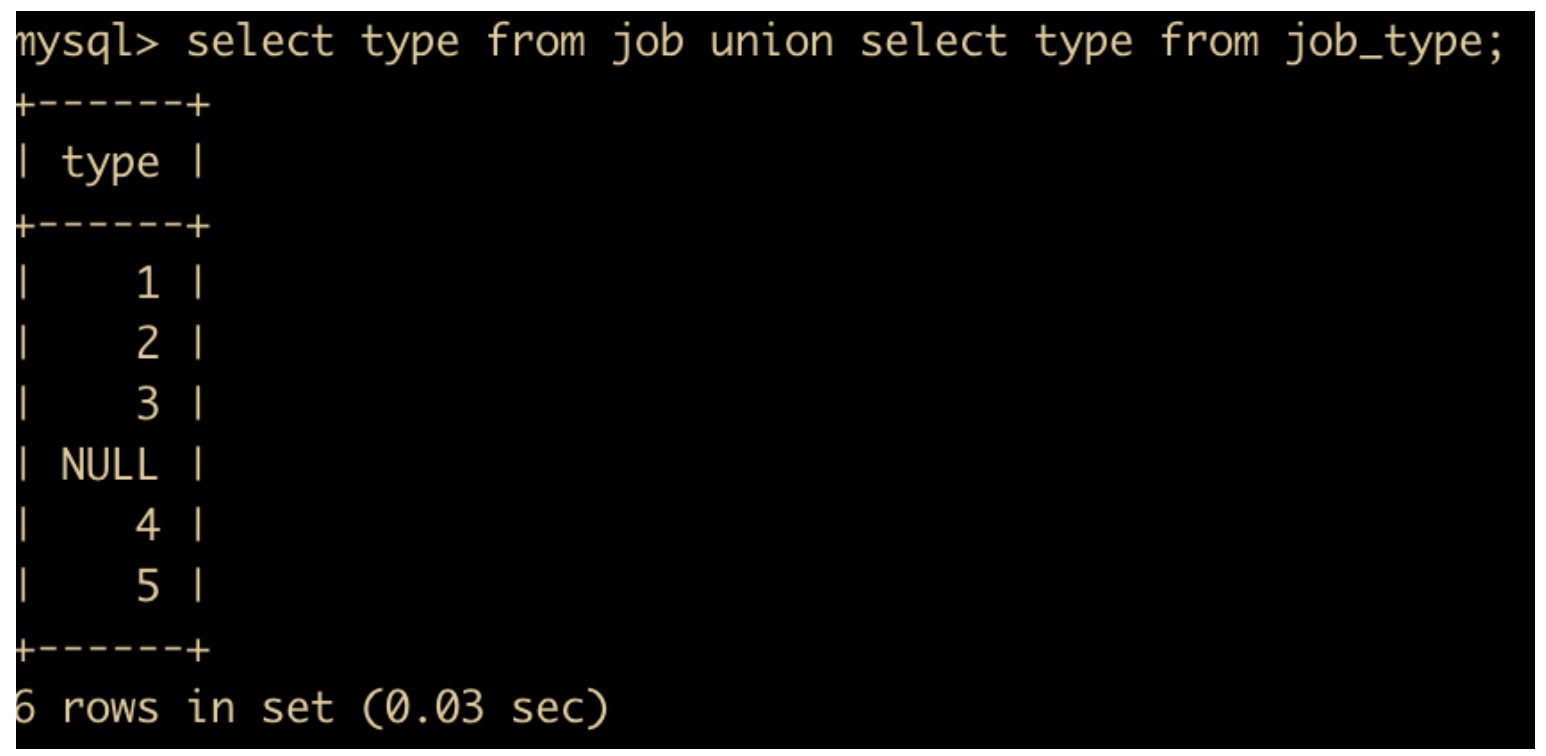 mysql> select type from job union select type from job_type;
+------+
| type |
+------+
|    1 |
|    2 |
|    3 |
| NULL |
|    4 |
|    5 |
+------+
6 rows in set (0.03 sec)